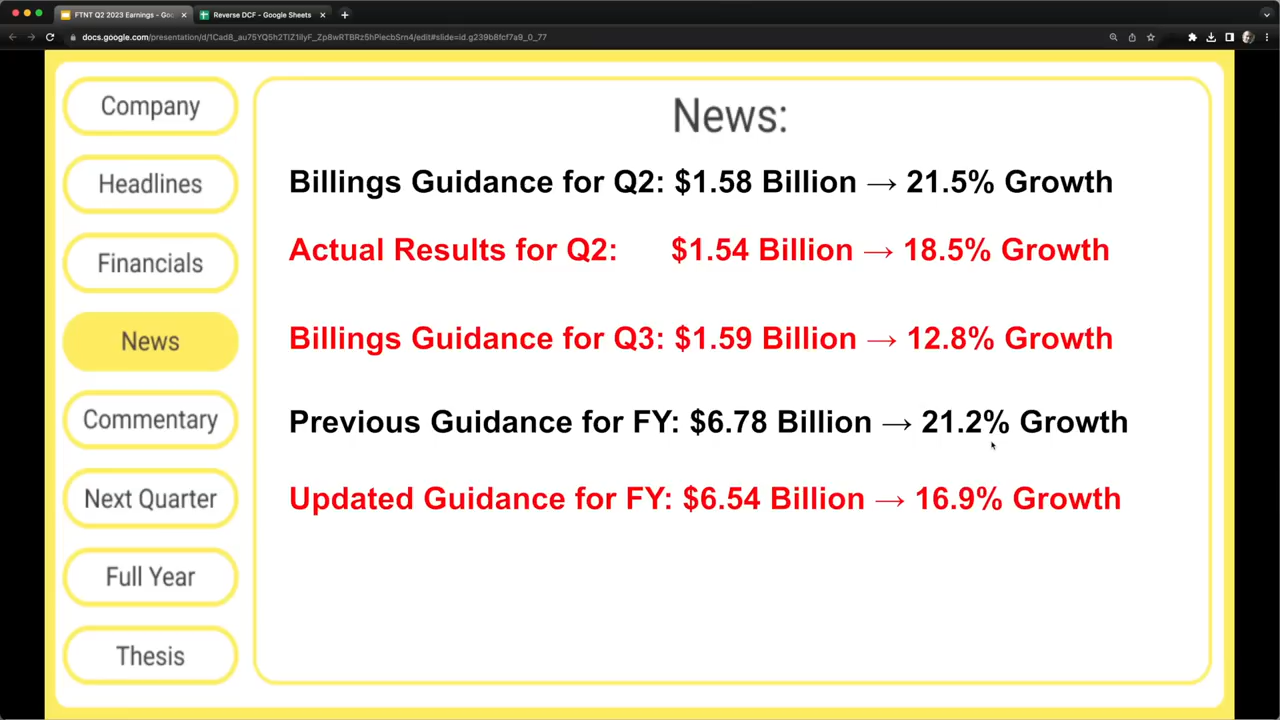 FTNT Q2 2023 Earnings - Goo
Reverse DCF - Google Sheets
Company
Headlines
Financials
News
Commentary
Next Quarter
Full Year
Thesis
News:
Billings Guidance for Q2: $1.58 Billion → 21.5% Growth
Actual Results for Q2: $1.54 Billion → 18.5% Growth
Billings Guidance for Q3: $1.59 Billion → 12.8% Growth
Previous Guidance for FY: $6.78 Billion → 21.2% Growth
Updated Guidance for FY: $6.54 Billion → 16.9% Growth